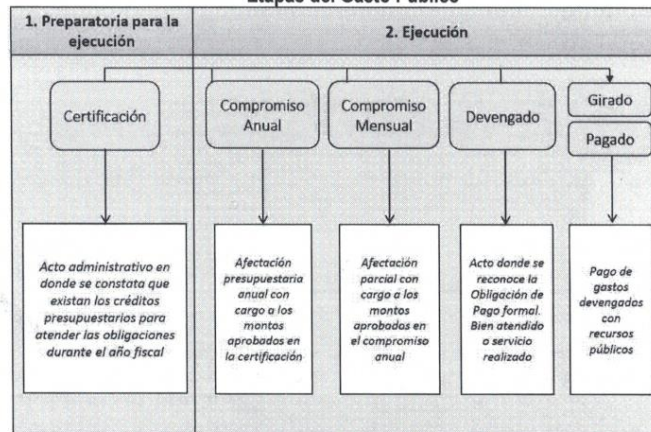 Etapas del Gasto Público
1. Preparatoria para la
ejecución
2. Ejecución
Certificación
Compromiso
Anual
Compromiso
Mensual
Devengado
Girado
Pagado
Acto administrativo en
donde se constata que
existan los créditos
presupuestarios para
atender las obligaciones
durante el año fiscal
Afectación
presupuestaria
anual con
cargo a los
montos
aprobados en
la certificación
Afectación
parcial con
cargo a los
montos
aprobados en
el compromiso
anual
Acto donde se
reconoce la
Obligación de
Pago formal.
Bien atendido
o servicio
realizado
Pago de
gastos
devengados
con
recursos
públicos